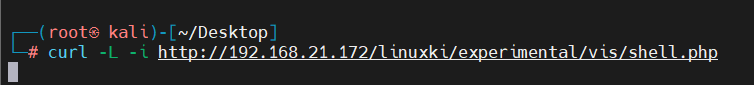 ┌──(root㉿ kali)-[~/Desktop]
└─# curl -L -i http://192.168.21.172/linuxki/experimental/vis/shell.php